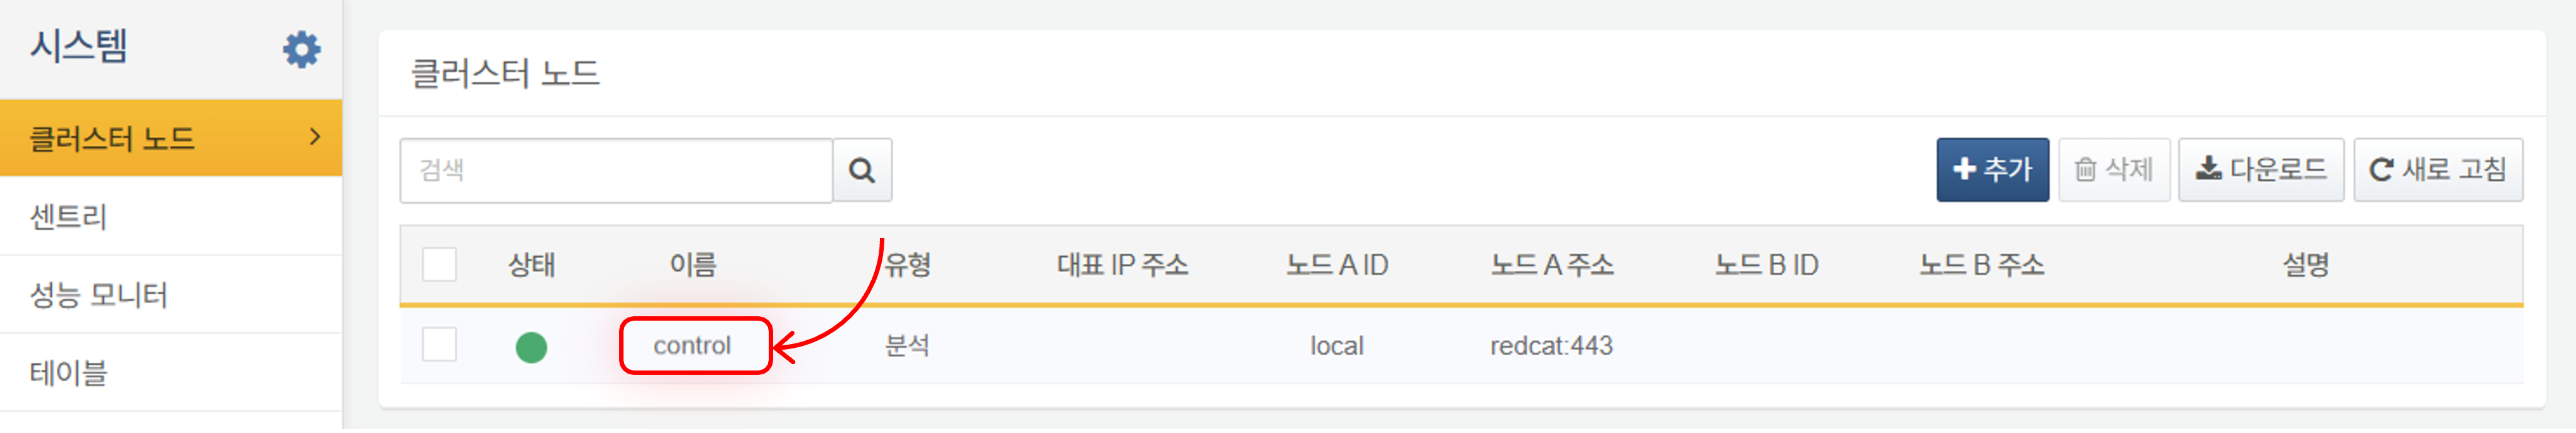 시스템
클러스터 노드
센트리
성능 모니터
테이블
클러스터 노드
검색
추가 삭제 다운로드 새로 고침
상태 이름 유형 대표 IP 주소 노드 A ID 노드 A 주소 노드 B ID 노드 B 주소 설명
control 분석 local redcat:443